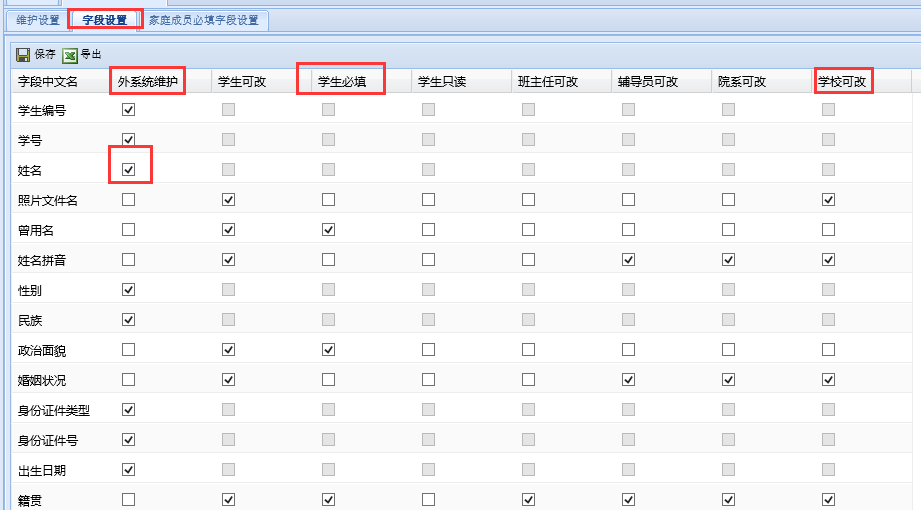 维护设置 字段设置 家庭成员必填字段设置
保存 导出
字段中文名 外系统维护 学生可改 学生必填 学生只读 班主任可改 辅导员可改 院系可改 学校可改
学生编号
学号
姓名
照片文件名
曾用名
姓名拼音
性别
民族
政治面貌
婚姻状况
身份证件类型
身份证件号
出生日期
籍贯